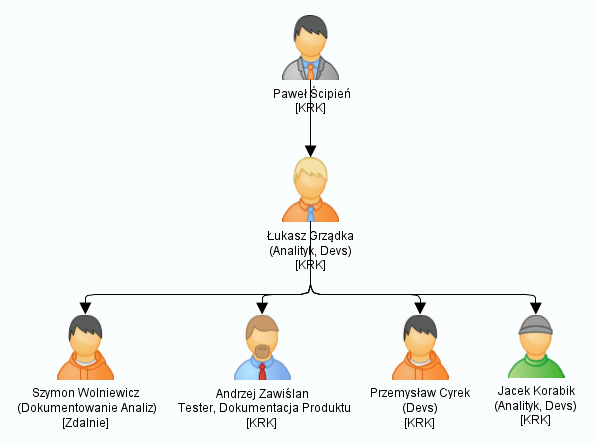 Paweł Ścipień
[KRK]
Łukasz Grządka
(Analityk, Devs)
[KRK]
Szymon Wolniewicz
(Dokumentowanie Analiz)
[Zdalnie]
Andrzej Zawiślan
Tester, Dokumentacja Produktu
[KRK]
Przemysław Cyrek
(Devs)
[KRK]
Jacek Korabik
(Analityk, Devs)
[KRK]